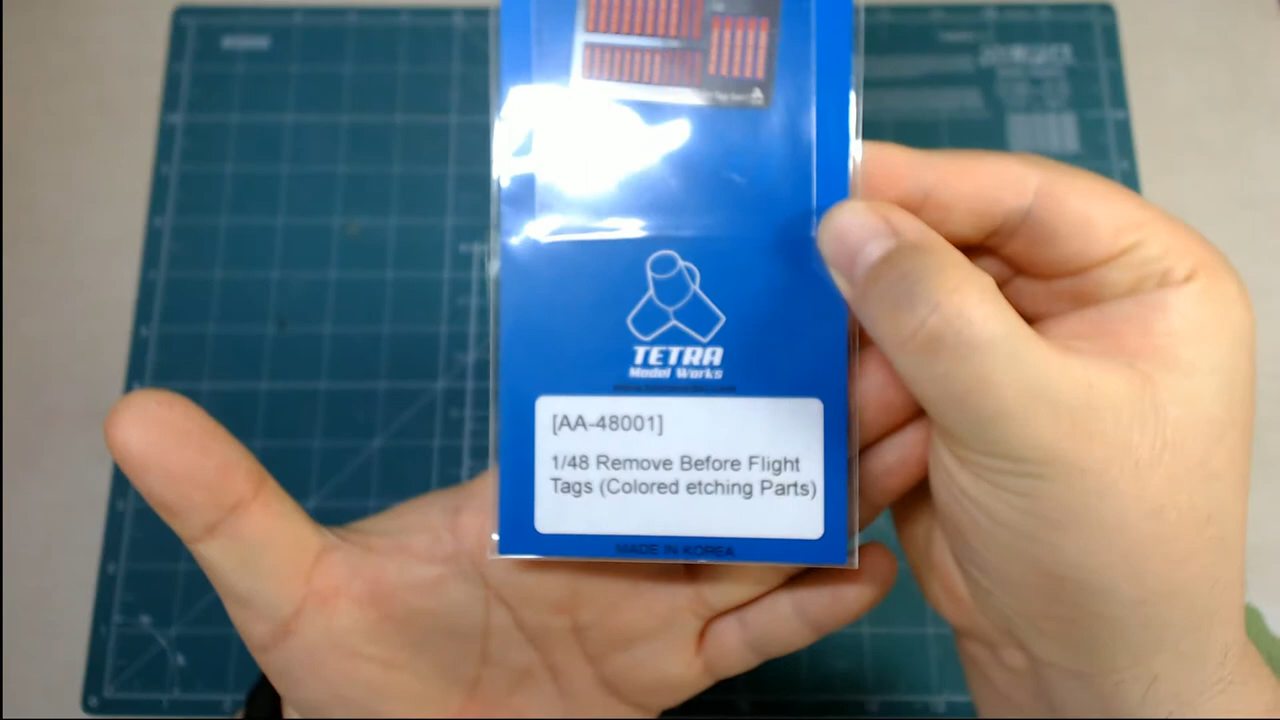 TETRA
Model Works
[AA-48001]
1/48 Remove Before Flight
Tags (Colored etching Parts)
MADE IN KOREA